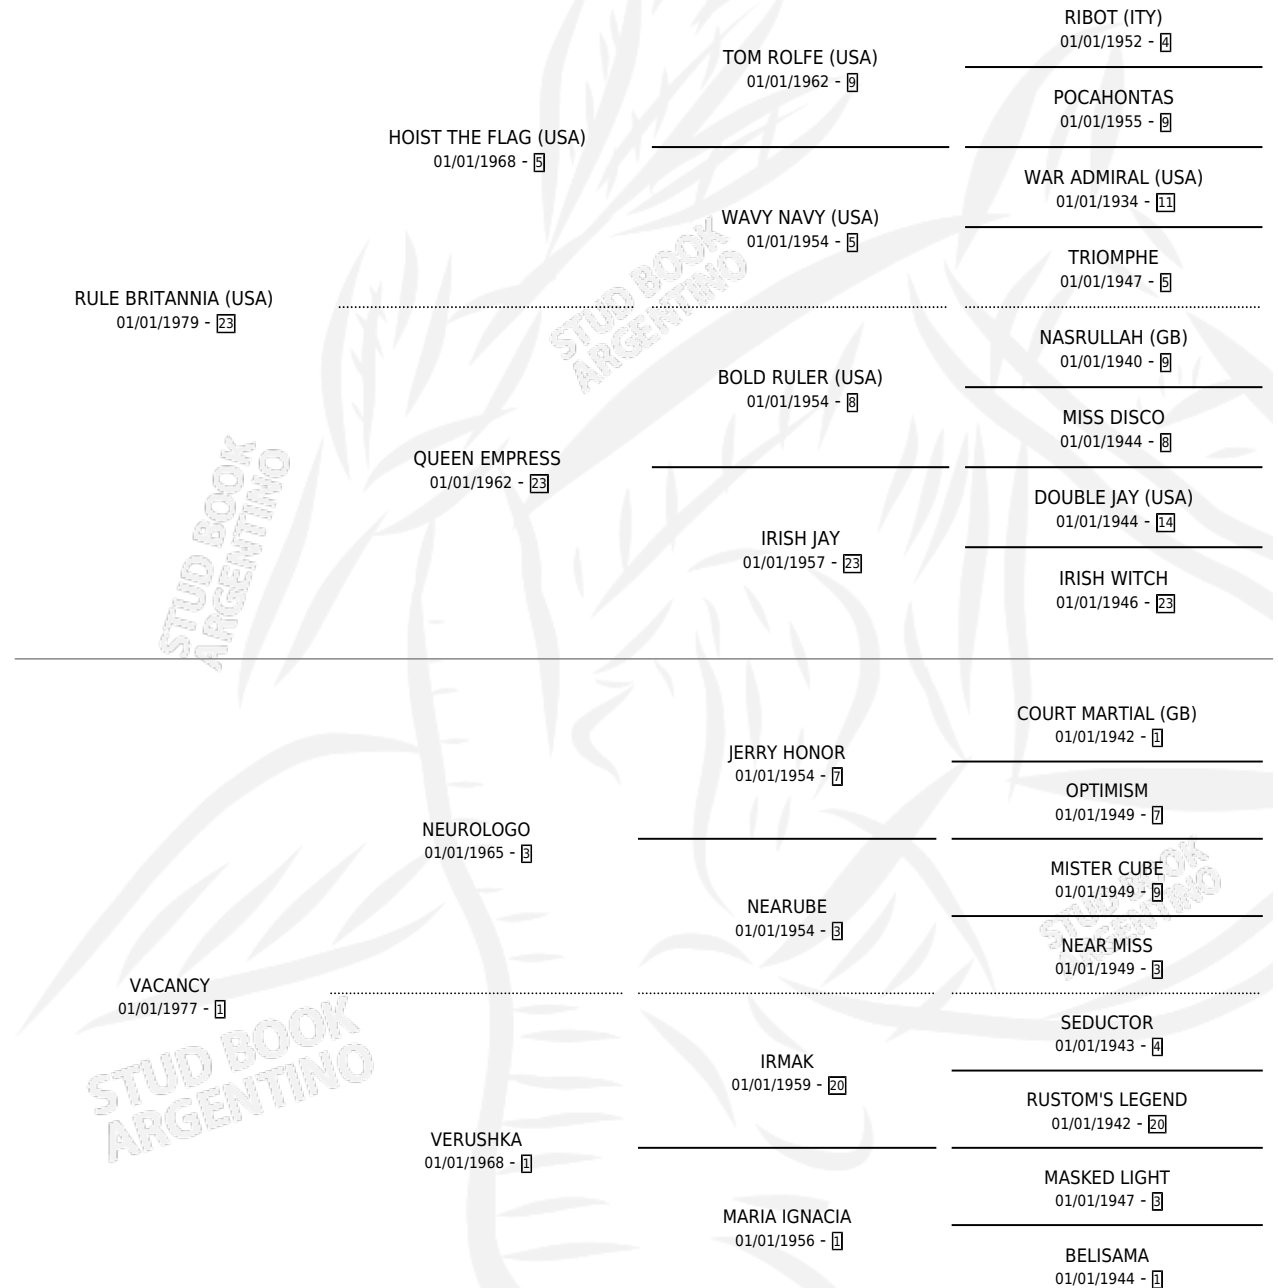 RIBOT (ITY)
01/01/1952 - 4
TOM ROLFE (USA)
01/01/1962 - 9
POCAHONTAS
01/01/1955 - 9
HOIST THE FLAG (USA)
01/01/1968 - 5
WAR ADMIRAL (USA)
01/01/1934 - 11
WAVY NAVY (USA)
01/01/1954 - 5
TRIOMPHE
01/01/1947 - 5
RULE BRITANNIA (USA)
01/01/1979 - 23
STUD BOOK
ARGENTINO
NASRULLAH (GB)
01/01/1940 - 9
BOLD RULER (USA)
01/01/1954 - 8
MISS DISCO
01/01/1944 - 8
QUEEN EMPRESS
01/01/1962 - 23
STUD BOOK
ARGENTINO
DOUBLE JAY (USA)
01/01/1944 - 14
IRISH JAY
01/01/1957 - 23
IRISH WITCH
01/01/1946 - 23
COURT MARTIAL (GB)
01/01/1942 - 1
JERRY HONOR
01/01/1954 - 7
OPTIMISM
01/01/1949 - 7
NEUROLOGO
01/01/1965 - 3
MISTER CUBE
01/01/1949 - 9
STUD BOOK
ARGENTINO
NEARUBE
01/01/1954 - 3
NEAR MISS
01/01/1949 - 3
VACANCY
01/01/1977 - 1
STUD BOOK
ARGENTINO
SEDUCTOR
01/01/1943 - 4
IRMAK
01/01/1959 - 20
RUSTOM'S LEGEND
01/01/1942 - 20
VERUSHKA
01/01/1968 - 1
MASKED LIGHT
01/01/1947 - 3
MARIA IGNACIA
01/01/1956 - 1
BELISAMA
01/01/1944 - 1